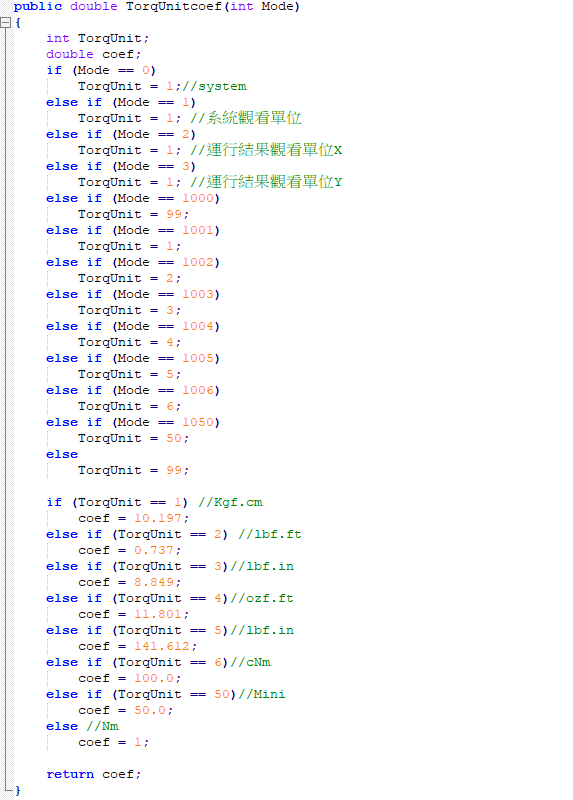 public double TorqUnitcoef(int Mode)
{
    int TorqUnit;
    double coef;
    if (Mode == 0)
        TorqUnit = 1;//system
    else if (Mode == 1)
        TorqUnit = 1; //系統觀看單位
    else if (Mode == 2)
        TorqUnit = 1; //運行結果觀看單位X
    else if (Mode == 3)
        TorqUnit = 1; //運行結果觀看單位Y
    else if (Mode == 1000)
        TorqUnit = 99;
    else if (Mode == 1001)
        TorqUnit = 1;
    else if (Mode == 1002)
        TorqUnit = 2;
    else if (Mode == 1003)
        TorqUnit = 3;
    else if (Mode == 1004)
        TorqUnit = 4;
    else if (Mode == 1005)
        TorqUnit = 5;
    else if (Mode == 1006)
        TorqUnit = 6;
    else if (Mode == 1050)
        TorqUnit = 50;
    else
        TorqUnit = 99;

    if (TorqUnit == 1) //Kgf.cm
        coef = 10.197;
    else if (TorqUnit == 2) //lbf.ft
        coef = 0.737;
    else if (TorqUnit == 3)//lbf.in
        coef = 8.849;
    else if (TorqUnit == 4)//ozf.ft
        coef = 11.801;
    else if (TorqUnit == 5)//lbf.in
        coef = 141.612;
    else if (TorqUnit == 6)//cNm
        coef = 100.0;
    else if (TorqUnit == 50)//Mini
        coef = 50.0;
    else //Nm
        coef = 1;

    return coef;
}